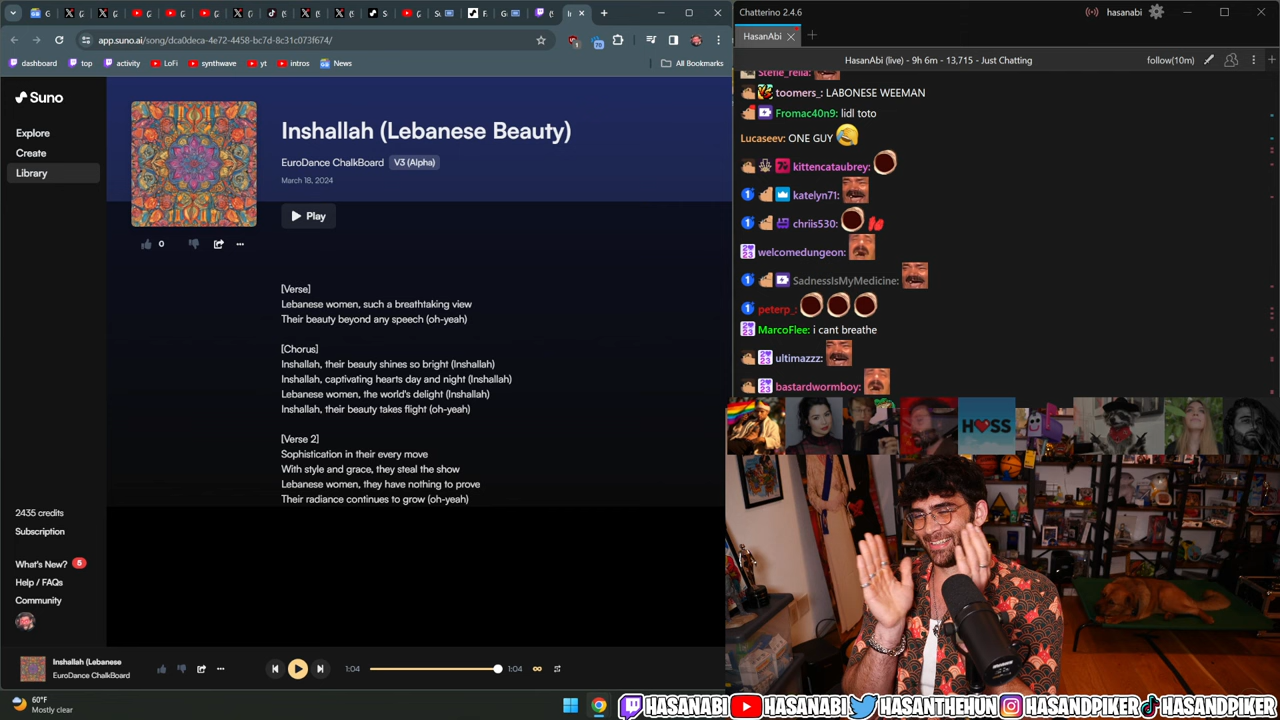 app.suno.ai/song/dca0deca-4e72-4458-bc7d-8c31c073f674/
dashboard top activity LoFi synthwave yt intros News All Bookmarks
Suno
Explore
Create
Library
Inshallah (Lebanese Beauty)
EuroDance ChalkBoard V3 (Alpha)
March 18, 2024
Play
0
[Verse]
Lebanese women, such a breathtaking view
Their beauty beyond any speech (oh-yeah)
[Chorus]
Inshallah, their beauty shines so bright (Inshallah)
Inshallah, captivating hearts day and night (Inshallah)
Lebanese women, the world's delight (Inshallah)
Inshallah, their beauty takes flight (oh-yeah)
[Verse 2]
Sophistication in their every move
With style and grace, they steal the show
Lebanese women, they have nothing to prove
Their radiance continues to grow (oh-yeah)
2435 credits
Subscription
What's New? 5
Help / FAQs
Community
Inshallah (Lebanese
EuroDance ChalkBoard
1:04 1:04
60°F
Mostly clear
Chatterino 2.4.6
hasanabi
HasanAbi
HasanAbi (live) - 9h 6m - 13,715 - Just Chatting
follow(10m)
Stefie_rella:
toomers_: LABONESE WEEMAN
Fromac40n9: lidl toto
Lucaseev: ONE GUY
kittencataubrey:
katelyn71:
chriis530:
welcomedungeon:
SadnessIsMyMedicine:
peterp_:
MarcoFlee: i cant breathe
ultimazzz:
bastardwormboy:
HOSS
HASANABI HASANABI HASANTHEHUN HASANDPIKER HASANDPIKER